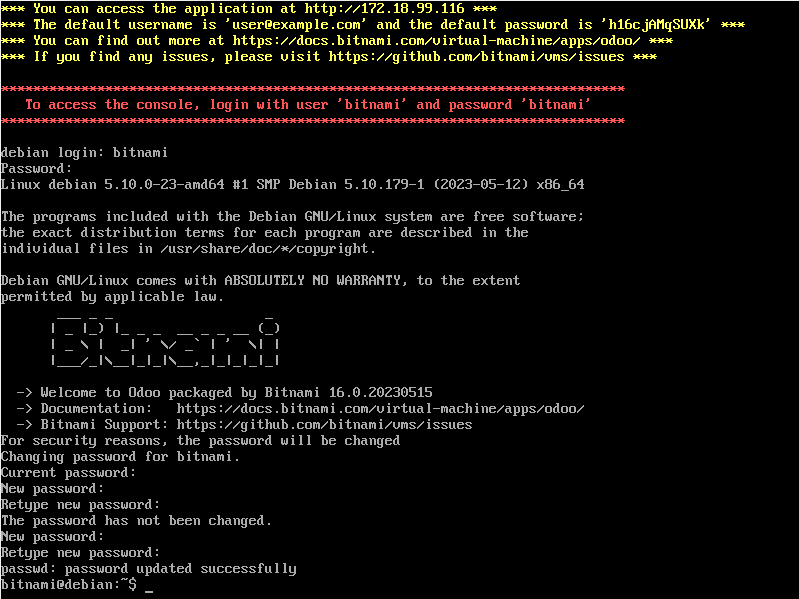 *** You can access the application at http://172.18.99.116 ***
*** The default username is 'user@example.com' and the default password is 'h16cjAMqSUXk' ***
*** You can find out more at https://docs.bitnami.com/virtual-machine/apps/odoo/ ***
*** If you find any issues, please visit https://github.com/bitnami/vms/issues ***
******************************************************************************
To access the console, login with user 'bitnami' and password 'bitnami'
******************************************************************************
debian login: bitnami
Password:
Linux debian 5.10.0-23-amd64 #1 SMP Debian 5.10.179-1 (2023-05-12) x86_64
The programs included with the Debian GNU/Linux system are free software;
the exact distribution terms for each program are described in the
individual files in /usr/share/doc/*/copyright.
Debian GNU/Linux comes with ABSOLUTELY NO WARRANTY, to the extent
permitted by applicable law.
Bitnami
-> Welcome to Odoo packaged by Bitnami 16.0.20230515
-> Documentation: https://docs.bitnami.com/virtual-machine/apps/odoo/
-> Bitnami Support: https://github.com/bitnami/vms/issues
For security reasons, the password will be changed
Changing password for bitnami.
Current password:
New password:
Retype new password:
The password has not been changed.
New password:
Retype new password:
passwd: password updated successfully
bitnami@debian:~$ _